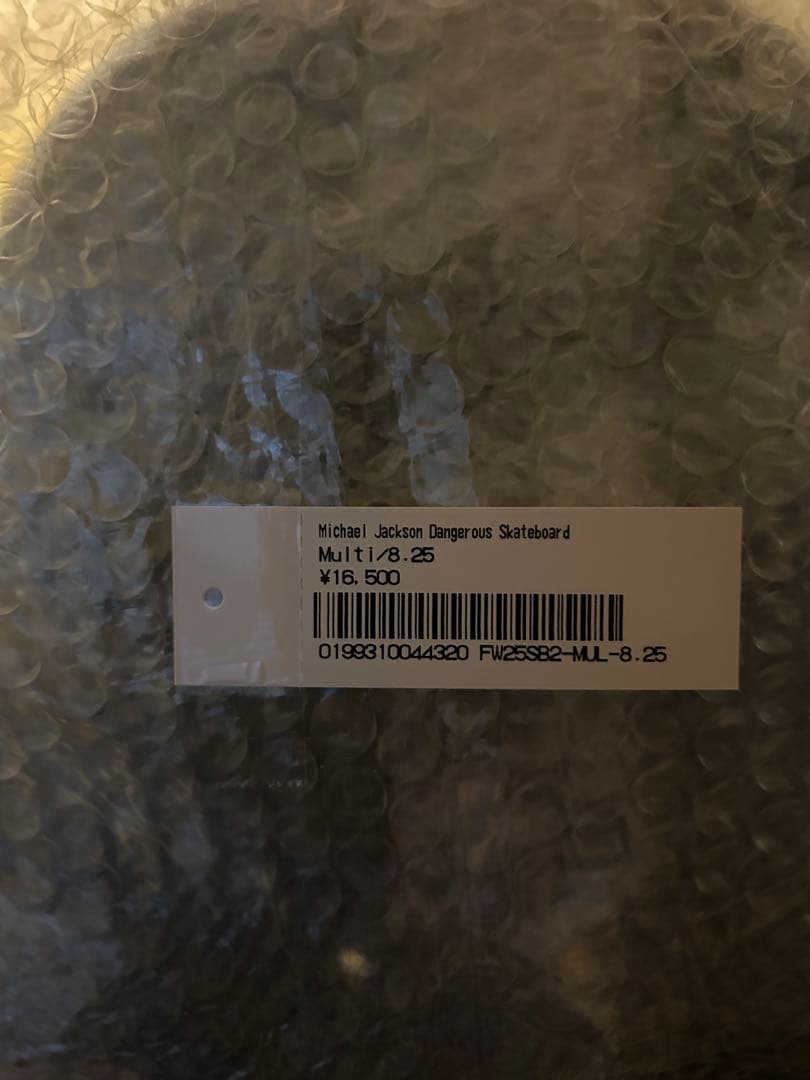 Michael Jackson Dangerous Skateboard
Multi/8.25
¥16,500
0199310044320 FW25SB2-MUL-8.25